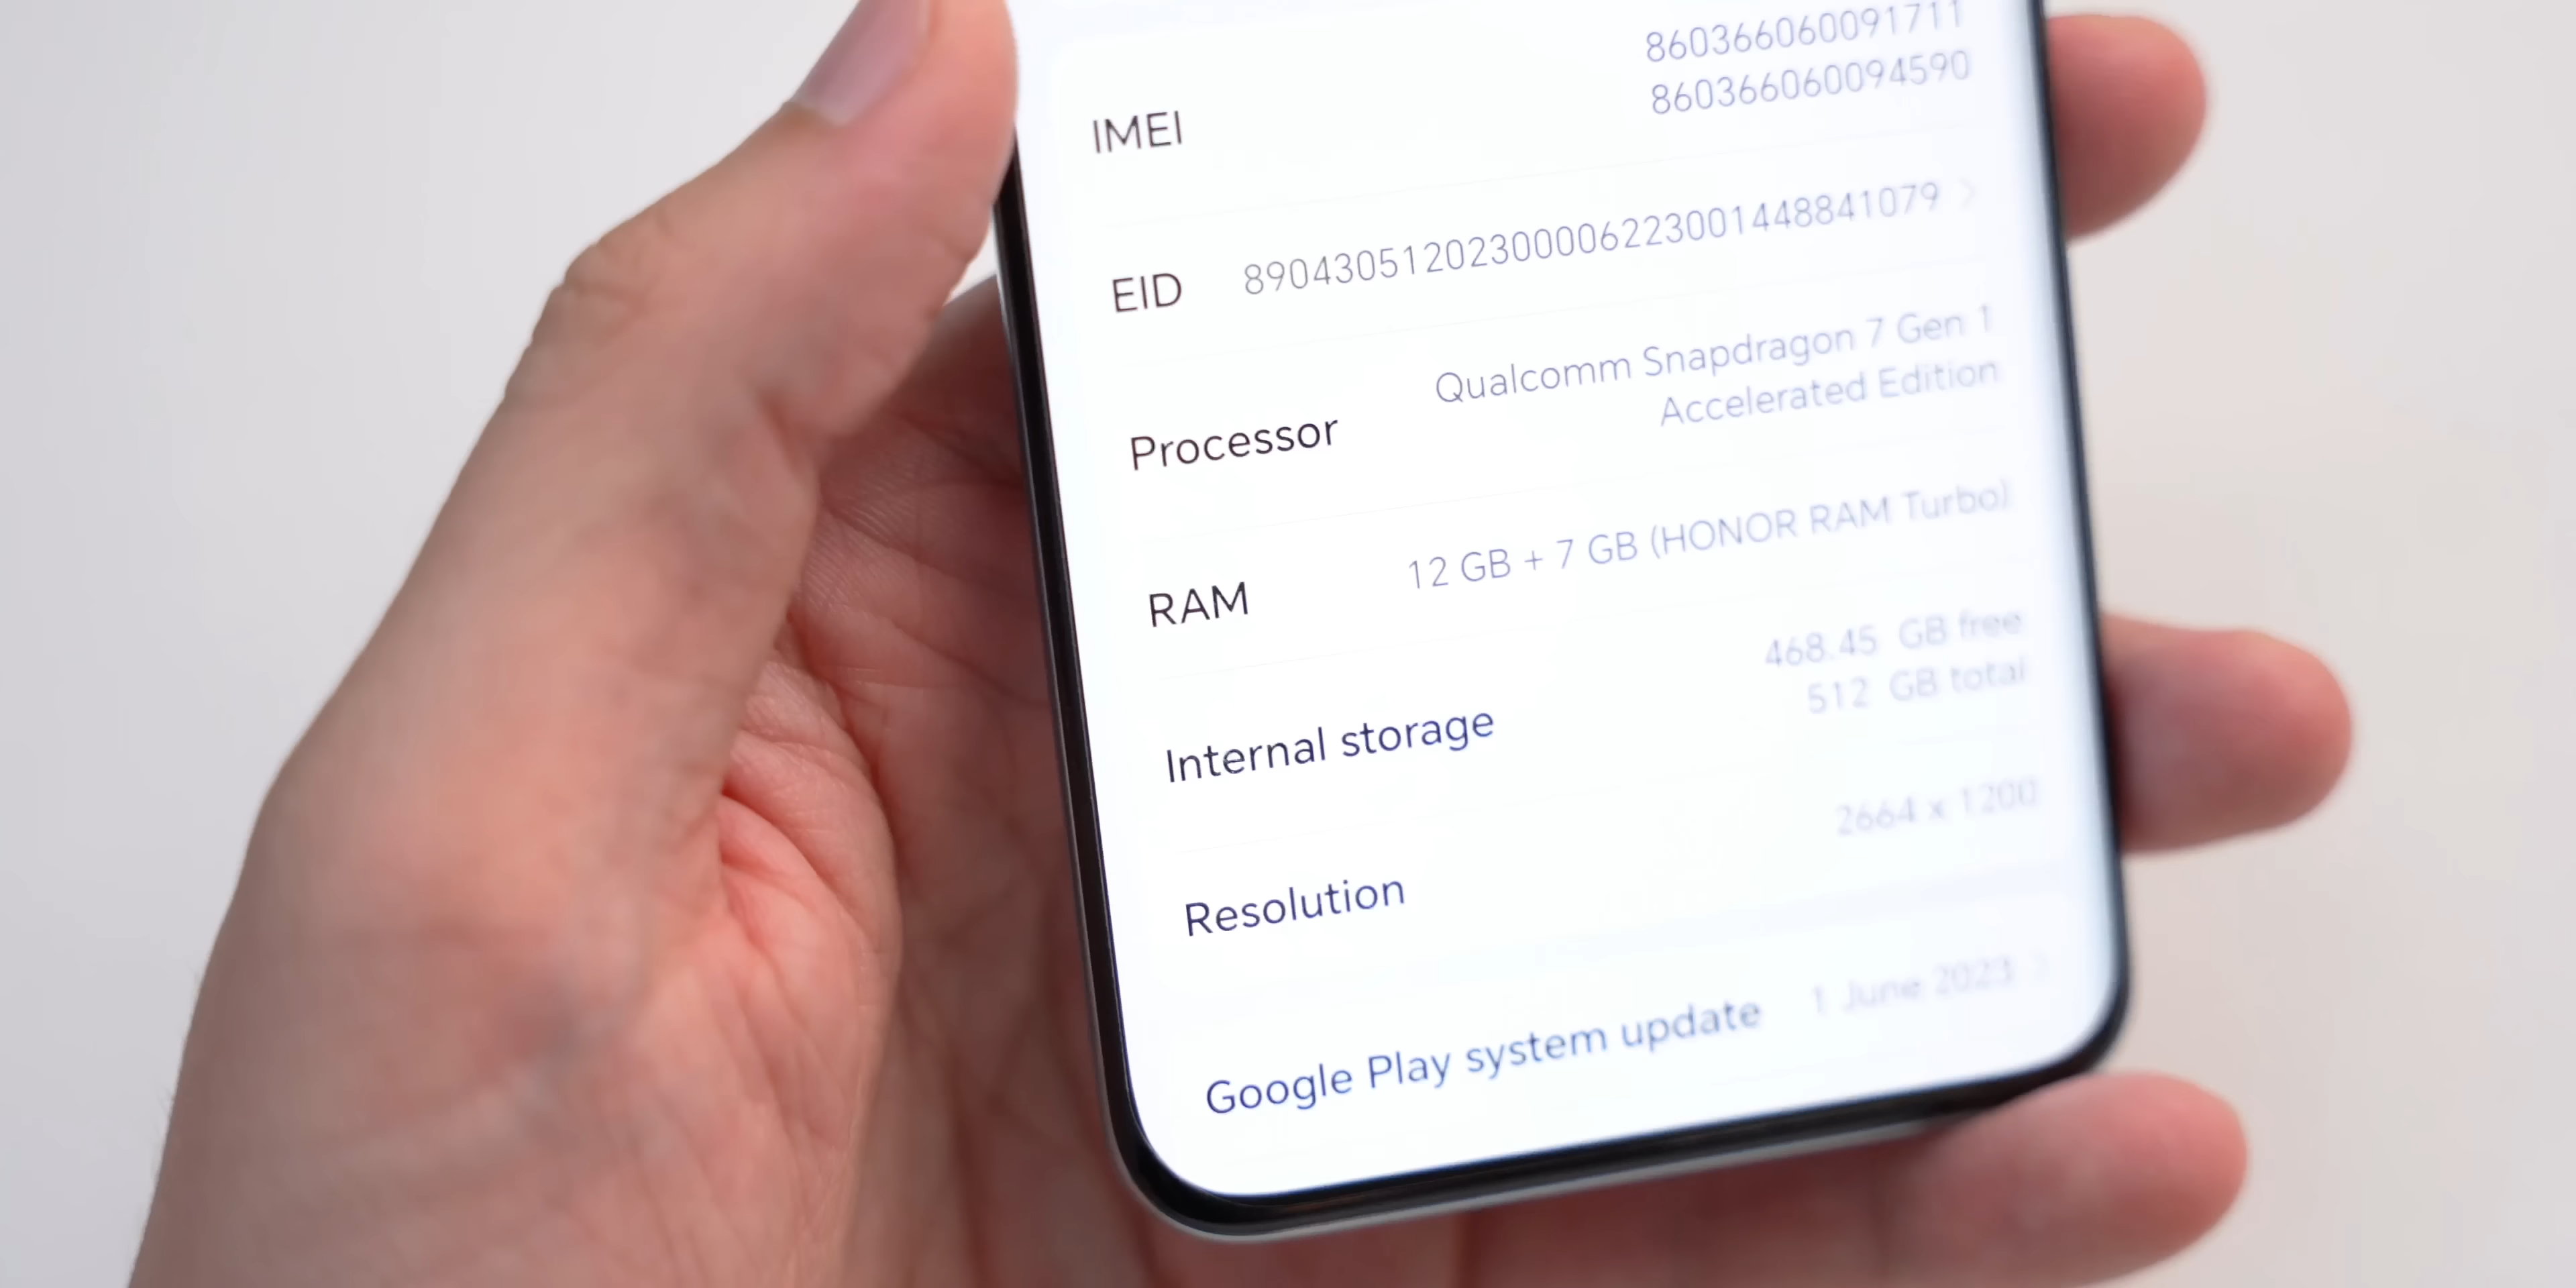 860366060091711
IMEI
860366060094590
EID 89043051202300006223001448841079
Qualcomm Snapdragon 7 Gen 1
Processor
Accelerated Edition
RAM 12 GB + 7 GB (HONOR RAM Turbo)
468.45 GB free
Internal storage
512 GB total
Resolution 2664 x 1200
Google Play system update 1 June 2023